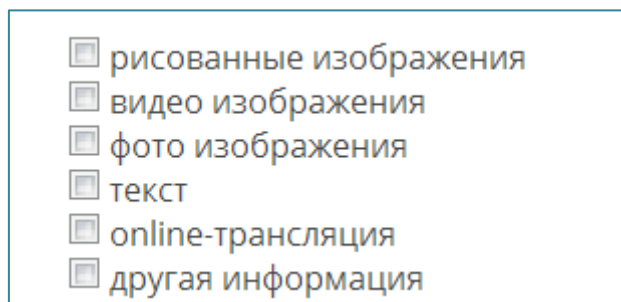 рисованные изображения
видео изображения
фото изображения
текст
online-трансляция
другая информация